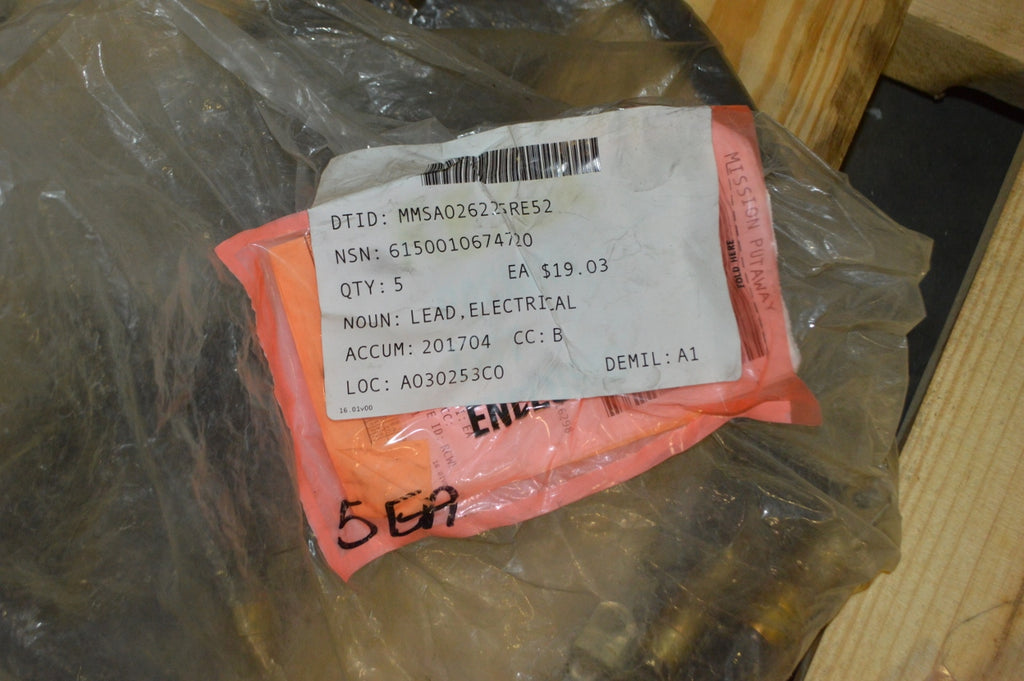 DTID: MMSA026225RE52
NSN: 6150010674720
QTY: 5 EA $19.03
NOUN: LEAD,ELECTRICAL
ACCUM: 201704 CC: B
LOC: A030253C0 DEMIL: A1
16.01v00
MISSION PUTAWAY
FOLD HERE
5 EA